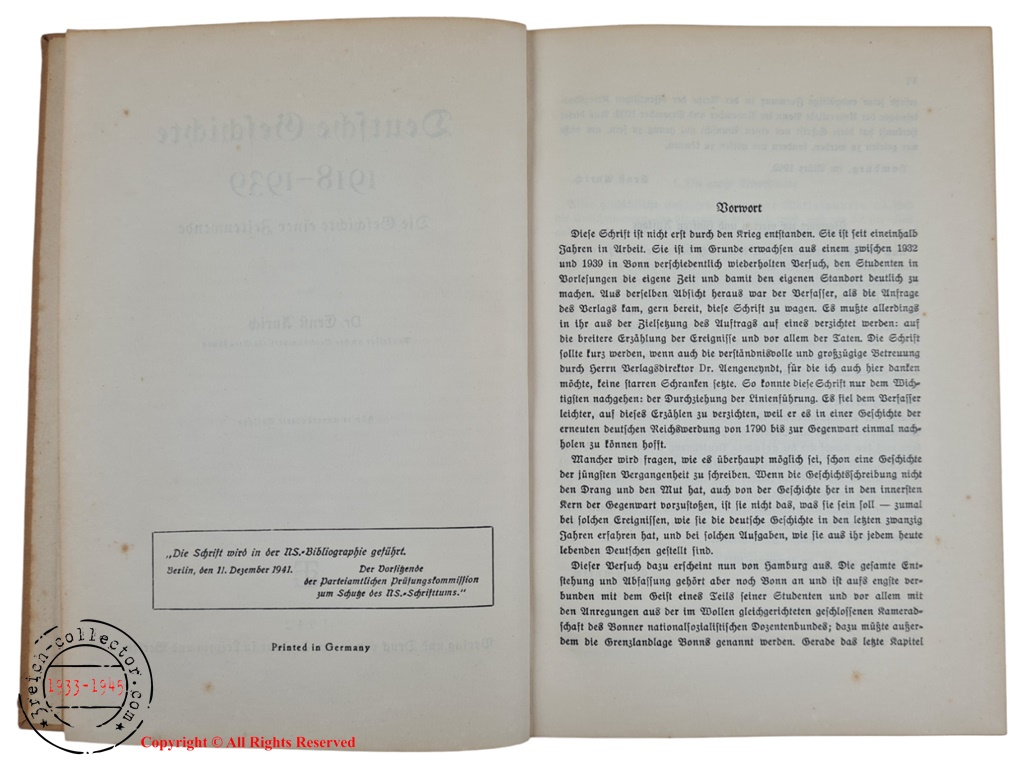 „Die Schrift wird in der NS.-Bibliographie geführt.
Berlin, den 11. Dezember 1941. Der Vorsitzende
der Parteiamtlichen Prüfungskommission
zum Schutze des NS.-Schrifttums."
Printed in Germany
3reich-collector.com
1933-1945
Copyright © All Rights Reserved
Vorwort
Diese Schrift ist nicht erst durch den Krieg entstanden. Sie ist seit eineinhalb
Jahren in Arbeit. Sie ist im Grunde erwachsen aus einem zwischen 1932
und 1939 in Bonn verschiedentlich wiederholten Versuch, den Studenten in
Vorlesungen die eigene Zeit und damit den eigenen Standort deutlich zu
machen. Aus derselben Absicht heraus war der Verfasser, als die Anfrage
des Verlags kam, gern bereit, diese Schrift zu wagen. Es mußte allerdings
in ihr aus der Zielsetzung des Auftrags auf eines verzichtet werden: auf
die breitere Erzählung der Ereignisse und vor allem der Taten. Die Schrift
sollte kurz werden, wenn auch die verständnisvolle und großzügige Betreuung
durch Herrn Verlagsdirektor Dr. Aengeneyndt, für die ich auch hier danken
möchte, keine starren Schranken setzte. So konnte diese Schrift nur dem Wich-
tigsten nachgehen: der Durchziehung der Linienführung. Es fiel dem Verfasser
leichter, auf dieses Erzählen zu verzichten, weil er es in einer Geschichte der
erneuten deutschen Reichswerdung von 1790 bis zur Gegenwart einmal nach-
holen zu können hofft.
Mancher wird fragen, wie es überhaupt möglich sei, schon eine Geschichte
der jüngsten Vergangenheit zu schreiben. Wenn die Geschichtsschreibung nicht
den Drang und den Mut hat, auch von der Geschichte her in den innersten
Kern der Gegenwart vorzustoßen, ist sie nicht das, was sie sein soll — zumal
bei solchen Ereignissen, wie sie die deutsche Geschichte in den letzten zwanzig
Jahren erfahren hat, und bei solchen Aufgaben, wie sie aus ihr jedem heute
lebenden Deutschen gestellt sind.
Dieser Versuch dazu erscheint nun von Hamburg aus. Die gesamte Ent-
stehung und Abfassung gehört aber noch Bonn an und ist aufs engste ver-
bunden mit dem Geist eines Teils seiner Studenten und vor allem mit
den Anregungen aus der im Wollen gleichgerichteten geschlossenen Kamerad-
schaft des Bonner nationalsozialistischen Dozentenbundes; dazu müßte außer-
dem die Grenzlandlage Bonns genannt werden. Gerade das letzte Kapitel